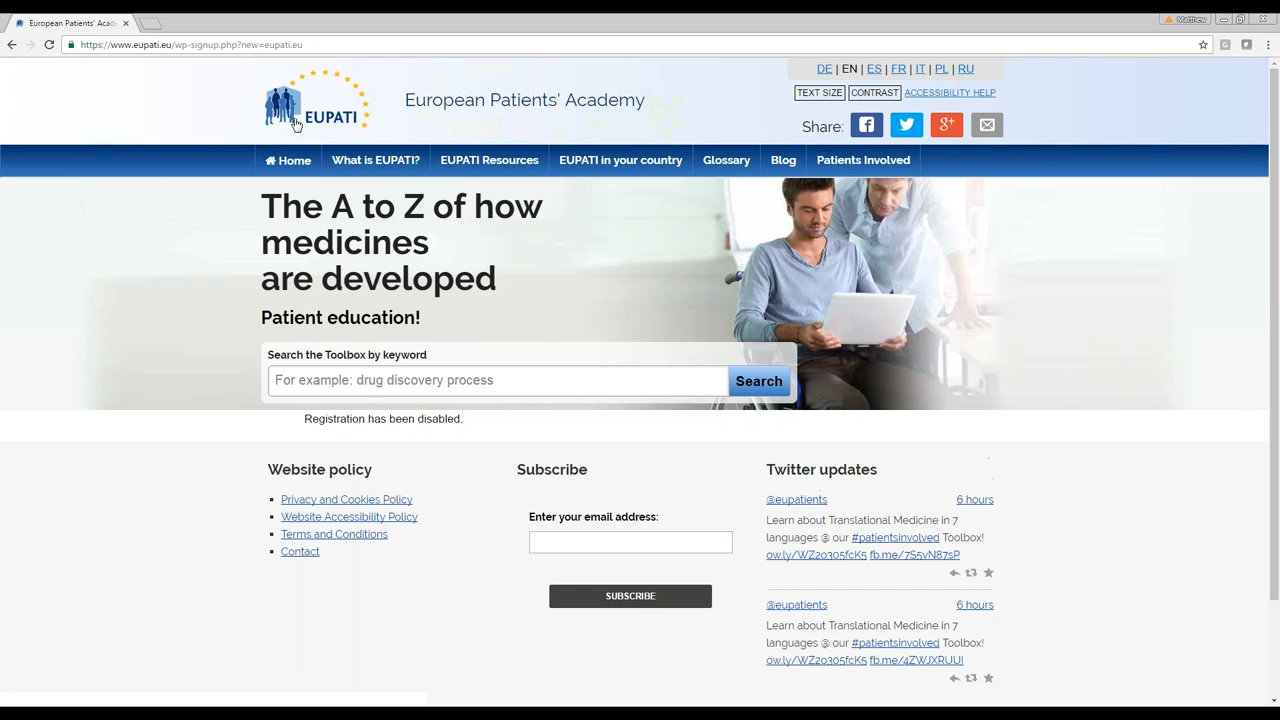 European Patients' Acade
Matthew
https://www.eupati.eu/wp-signup.php?new=eupati.eu
DE | EN | ES | FR | IT | PL | RU
TEXT SIZE CONTRAST ACCESSIBILITY HELP
EUPATI
European Patients' Academy
Share:
Home What is EUPATI? EUPATI Resources EUPATI in your country Glossary Blog Patients Involved
The A to Z of how
medicines
are developed
Patient education!
Search the Toolbox by keyword
For example: drug discovery process Search
Registration has been disabled.
Website policy
Privacy and Cookies Policy
Website Accessibility Policy
Terms and Conditions
Contact
Subscribe
Enter your email address:
SUBSCRIBE
Twitter updates
@eupatients 6 hours
Learn about Translational Medicine in 7
languages @ our #patientsinvolved Toolbox!
ow.ly/WZ20305fcK5 fb.me/7S5vN87sP
@eupatients 6 hours
Learn about Translational Medicine in 7
languages @ our #patientsinvolved Toolbox!
ow.ly/WZ20305fcK5 fb.me/4ZWJXRUUI